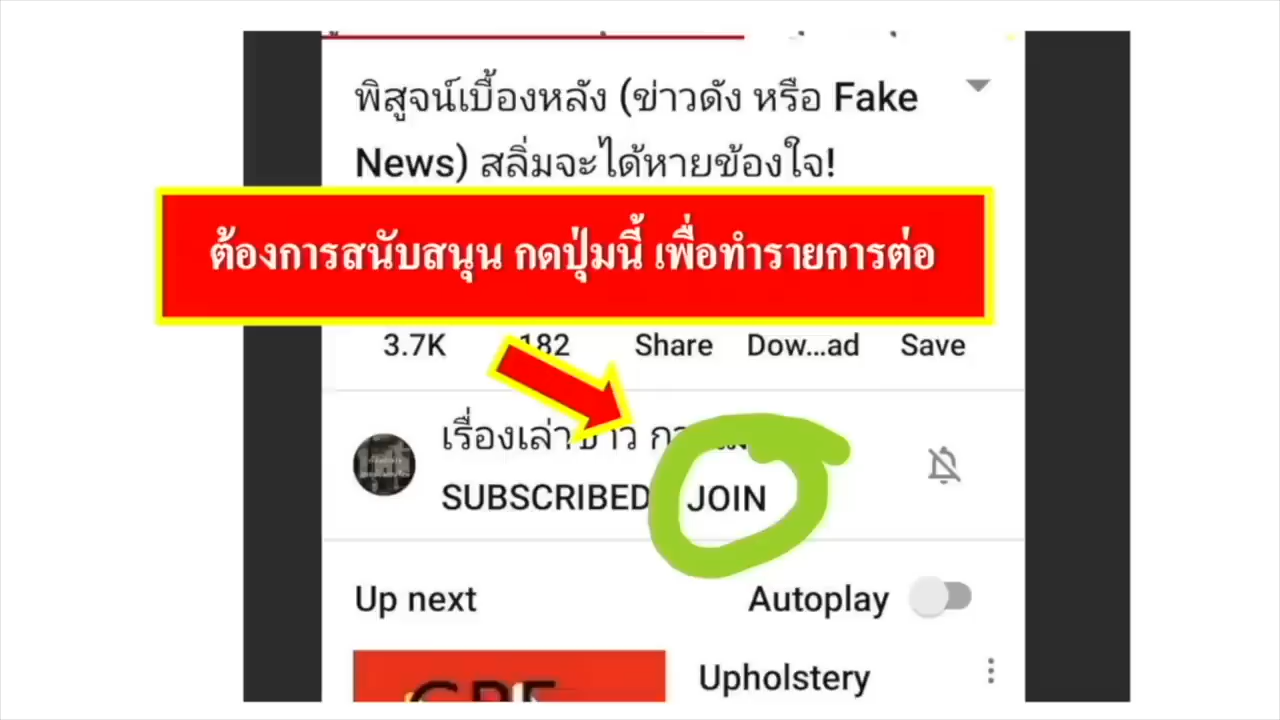 พิสูจน์เบื้องหลัง (ข่าวดัง หรือ Fake
News) สลิ่มจะได้หายข้องใจ!
ต้องการสนับสนุน กดปุ่มนี้ เพื่อทำรายการต่อ
3.7K 182 Share Dow...ad Save
เรื่องเล่าข่าว
SUBSCRIBED JOIN
Up next Autoplay
Upholstery